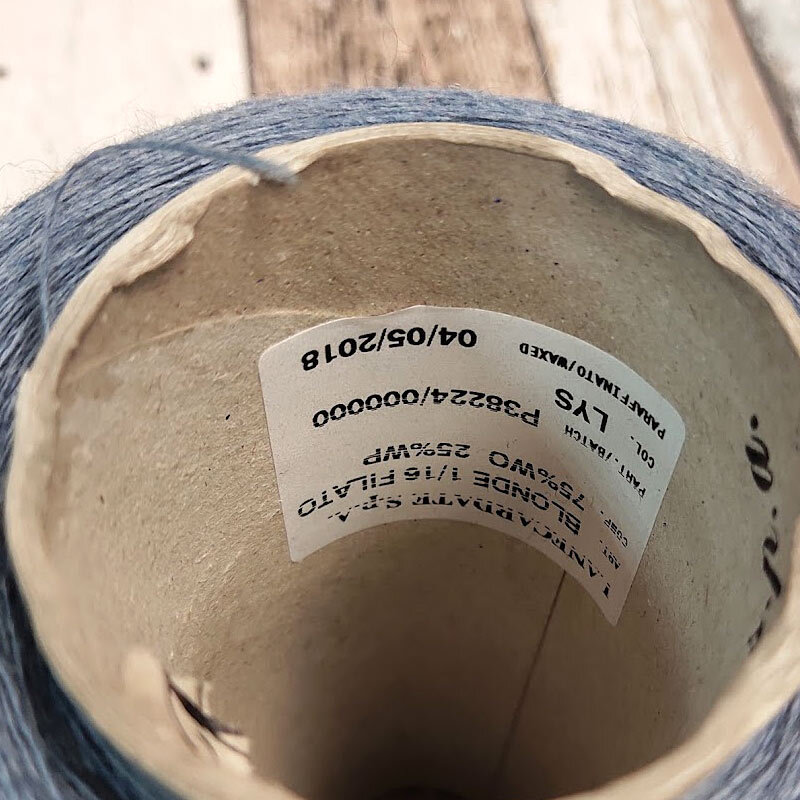 LANECARDATE S.P.A.
ART. BLONDE 1/16 FILATO
COMP. 75%WO 25%WP
PART./BATCH P38224/000000
COL. LYS
PARAFFINATO/WAXED 04/05/2018
p.a.